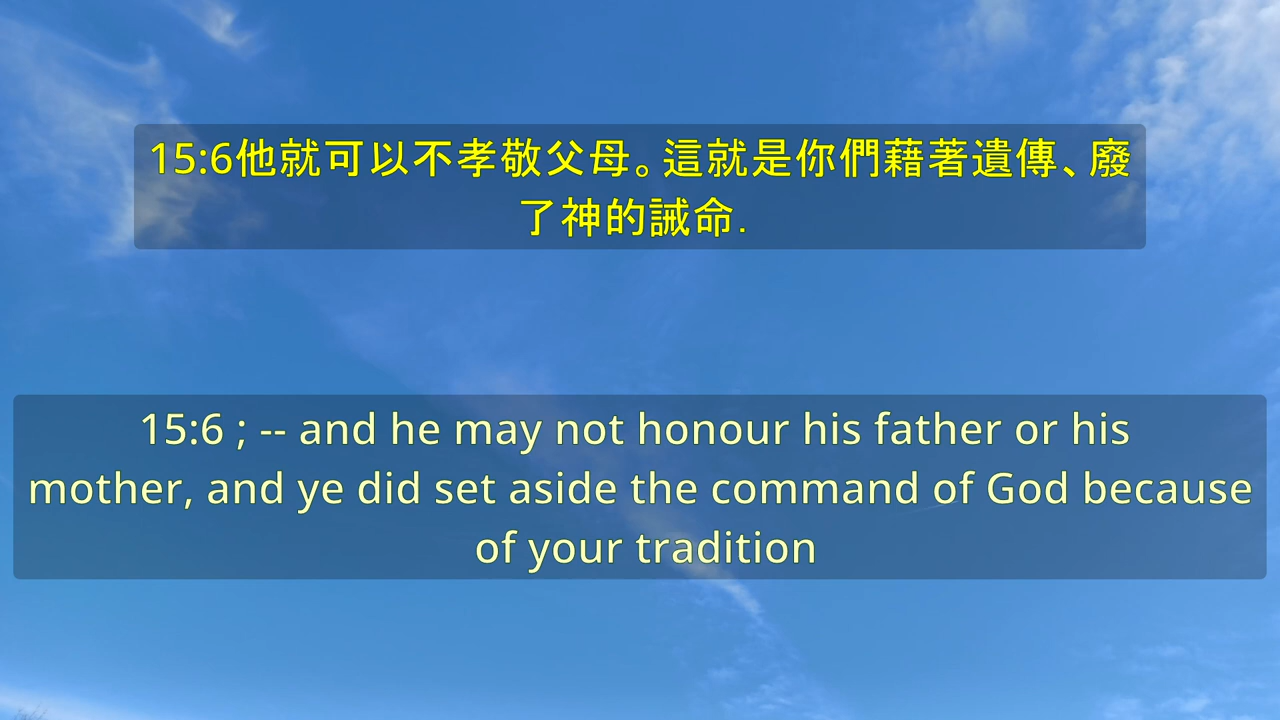 15:6他就可以不孝敬父母。這就是你們藉著遺傳、廢
了神的誡命.
15:6 ; -- and he may not honour his father or his
mother, and ye did set aside the command of God because
of your tradition